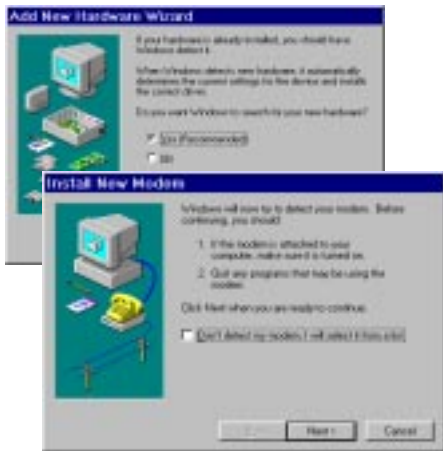 Add New Hardware Wizard
If your hardware is already installed, you should have
Windows detect it.
When Windows detects new hardware, it automatically
determines the current settings for the device and installs
the correct driver.
Do you want Windows to search for your new hardware?
Yes (Recommended)
No
Install New Modem
Windows will now try to detect your modem. Before
continuing, you should:
1. If the modem is attached to your
computer, make sure it is turned on.
2. Quit any programs that may be using the
modem.
Click Next when you are ready to continue.
Don't detect my modem; I will select it from a list.
Next >
Cancel